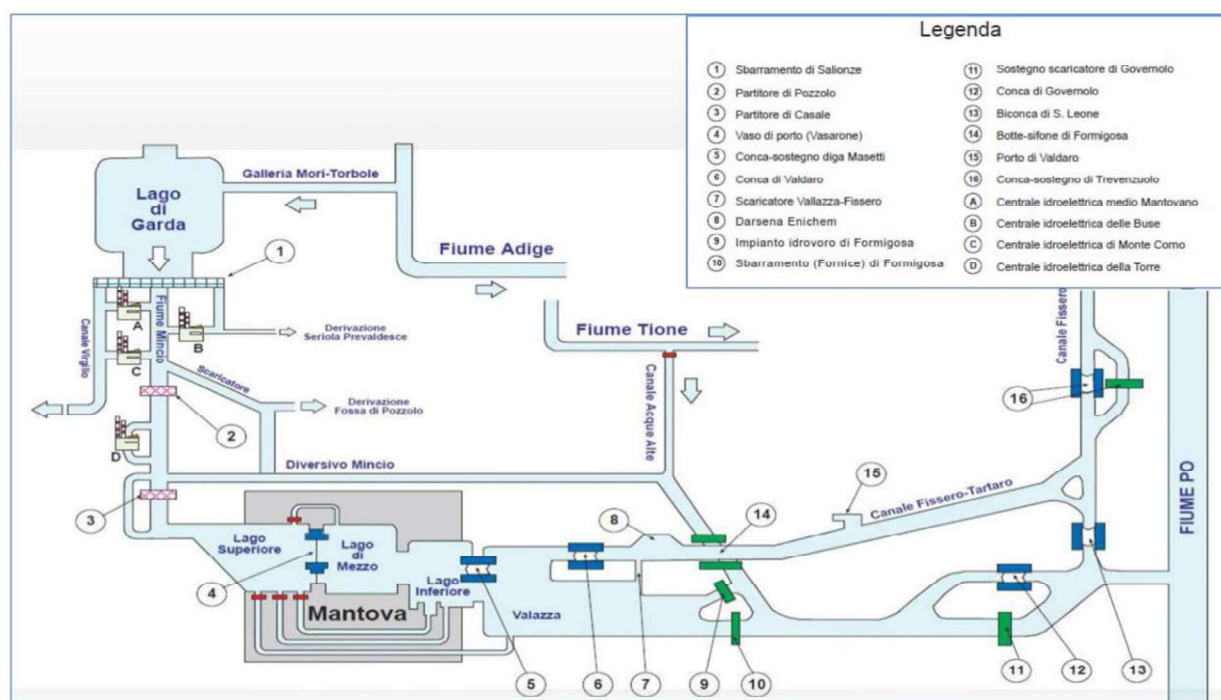 Legenda
1 Sbarramento di Salionze
2 Partitore di Pozzolo
3 Partitore di Casale
4 Vaso di porto (Vasarone)
5 Conca-sostegno diga Masetti
6 Conca di Valdaro
7 Scaricatore Vallazza-Fissero
8 Darsena Enichem
9 Impianto idrovoro di Formigosa
10 Sbarramento (Fornice) di Formigosa
11 Sostegno scaricatore di Governolo
12 Conca di Governolo
13 Biconca di S. Leone
14 Botte-sifone di Formigosa
15 Porto di Valdaro
16 Conca-sostegno di Trevenzuolo
A Centrale idroelettrica medio Mantovano
B Centrale idroelettrica delle Buse
C Centrale idroelettrica di Monte Corno
D Centrale idroelettrica della Torre
Galleria Mori-Torbole
Lago
di
Garda
1
Fiume Adige
Fiume Mincio
Canale Virgilio
A
B
C
Derivazione
Seriola Prevaldesce
Fiume Tione
Canale Fissero
Scaricatore
Derivazione
Fossa di Pozzolo
Canale Acque Alte
16
2
D
Diversivo Mincio
3
15
Canale Fissero-Tartaro
FIUME PO
8
14
Lago
Superiore
Lago
di
Mezzo
4
Lago
Inferiore
Mantova
Valazza
5
6
7
9
10
11
12
13